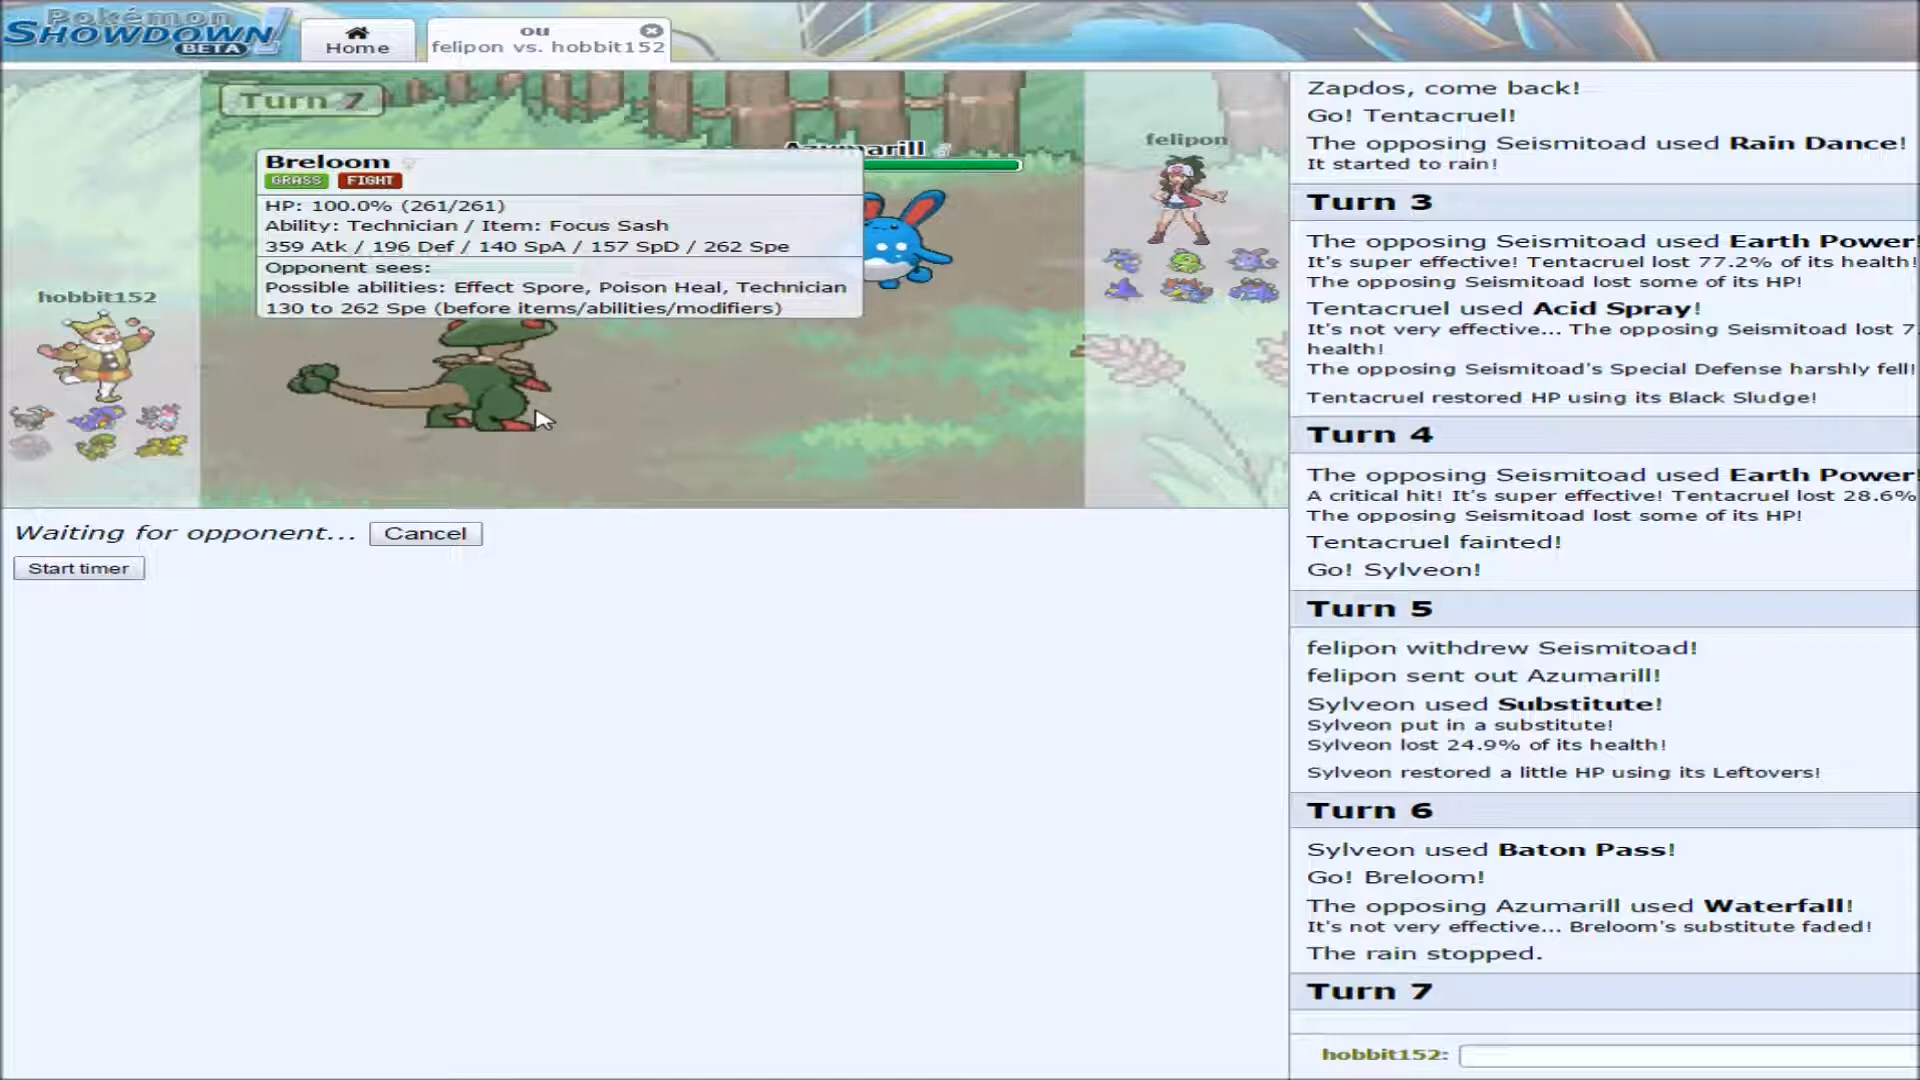 Pokémon
SHOWDOWN!
BETA
Home
ou
felipon vs. hobbit152
Turn 7
Breloom
GRASS FIGHT
HP: 100.0% (261/261)
Ability: Technician / Item: Focus Sash
359 Atk / 196 Def / 140 SpA / 157 SpD / 262 Spe
Opponent sees:
Possible abilities: Effect Spore, Poison Heal, Technician
130 to 262 Spe (before items/abilities/modifiers)
Azumarill
felipon
hobbit152
Waiting for opponent... Cancel
Start timer
Zapdos, come back!
Go! Tentacruel!
The opposing Seismitoad used Rain Dance!
It started to rain!
Turn 3
The opposing Seismitoad used Earth Power!
It's super effective! Tentacruel lost 77.2% of its health!
The opposing Seismitoad lost some of its HP!
Tentacruel used Acid Spray!
It's not very effective... The opposing Seismitoad lost 7
health!
The opposing Seismitoad's Special Defense harshly fell!
Tentacruel restored HP using its Black Sludge!
Turn 4
The opposing Seismitoad used Earth Power!
A critical hit! It's super effective! Tentacruel lost 28.6%
The opposing Seismitoad lost some of its HP!
Tentacruel fainted!
Go! Sylveon!
Turn 5
felipon withdrew Seismitoad!
felipon sent out Azumarill!
Sylveon used Substitute!
Sylveon put in a substitute!
Sylveon lost 24.9% of its health!
Sylveon restored a little HP using its Leftovers!
Turn 6
Sylveon used Baton Pass!
Go! Breloom!
The opposing Azumarill used Waterfall!
It's not very effective... Breloom's substitute faded!
The rain stopped.
Turn 7
hobbit152: